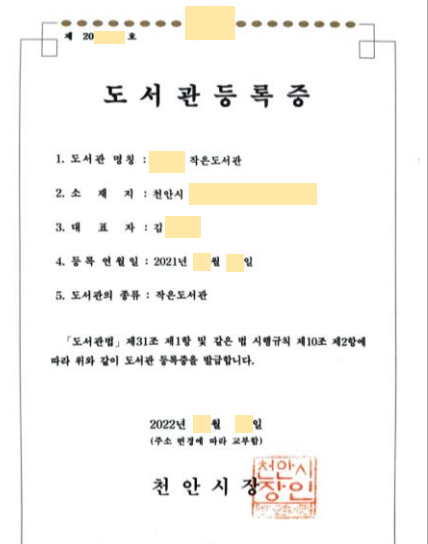 제 20 호
도서관등록증
1. 도서관 명칭 : 작은도서관
2. 소 재 지 : 천안시
3. 대 표 자 : 김
4. 등록 연월일 : 2021년 월 일
5. 도서관의 종류 : 작은도서관
「도서관법」 제31조 제1항 및 같은 법 시행규칙 제10조 제2항에
따라 위와 같이 도서관 등록증을 발급합니다.
2022년 월 일
(주소 변경에 따라 교부함)
천안시장
천안시
장인